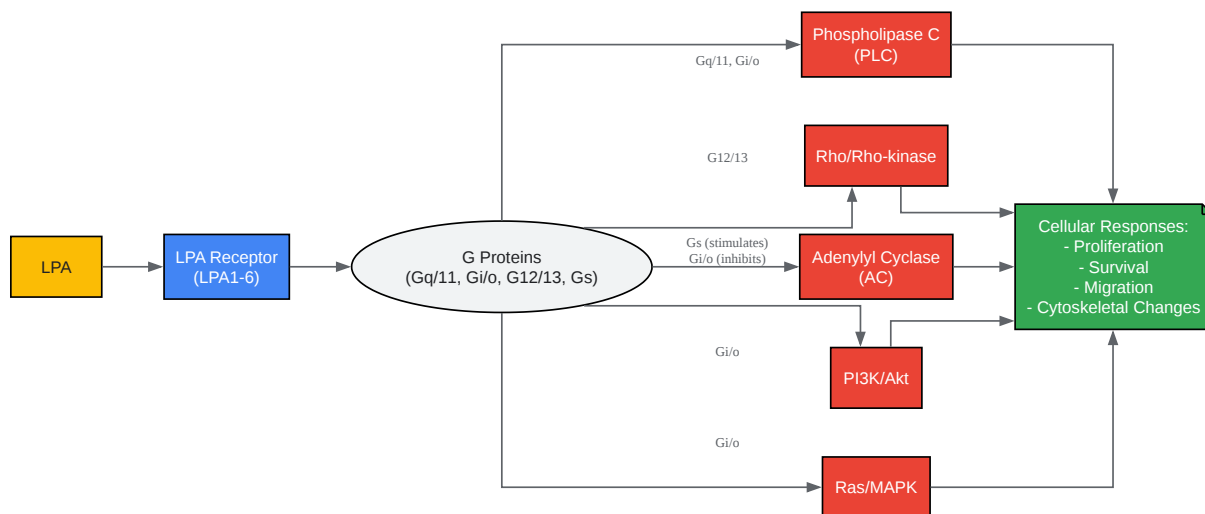 LPA
LPA Receptor
(LPA1-6)
G Proteins
(Gq/11, Gi/o, G12/13, Gs)
Gq/11, Gi/o
Phospholipase C
(PLC)
G12/13
Rho/Rho-kinase
Gs (stimulates)
Gi/o (inhibits)
Adenylyl Cyclase
(AC)
Gi/o
PI3K/Akt
Gi/o
Ras/MAPK
Cellular Responses:
- Proliferation
- Survival
- Migration
- Cytoskeletal Changes